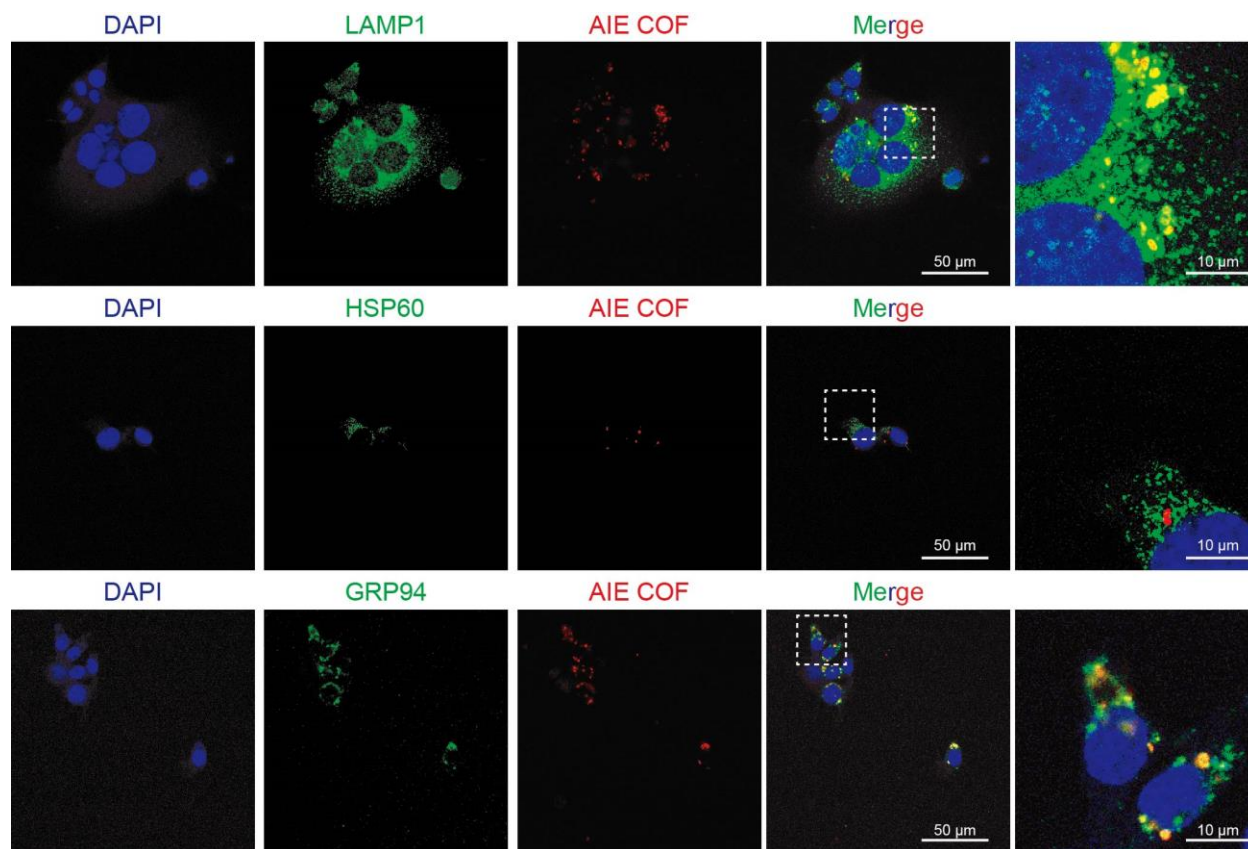 DAPI LAMP1 AIE COF Merge
50 µm 10 µm
DAPI HSP60 AIE COF Merge
50 µm 10 µm
DAPI GRP94 AIE COF Merge
50 µm 10 µm